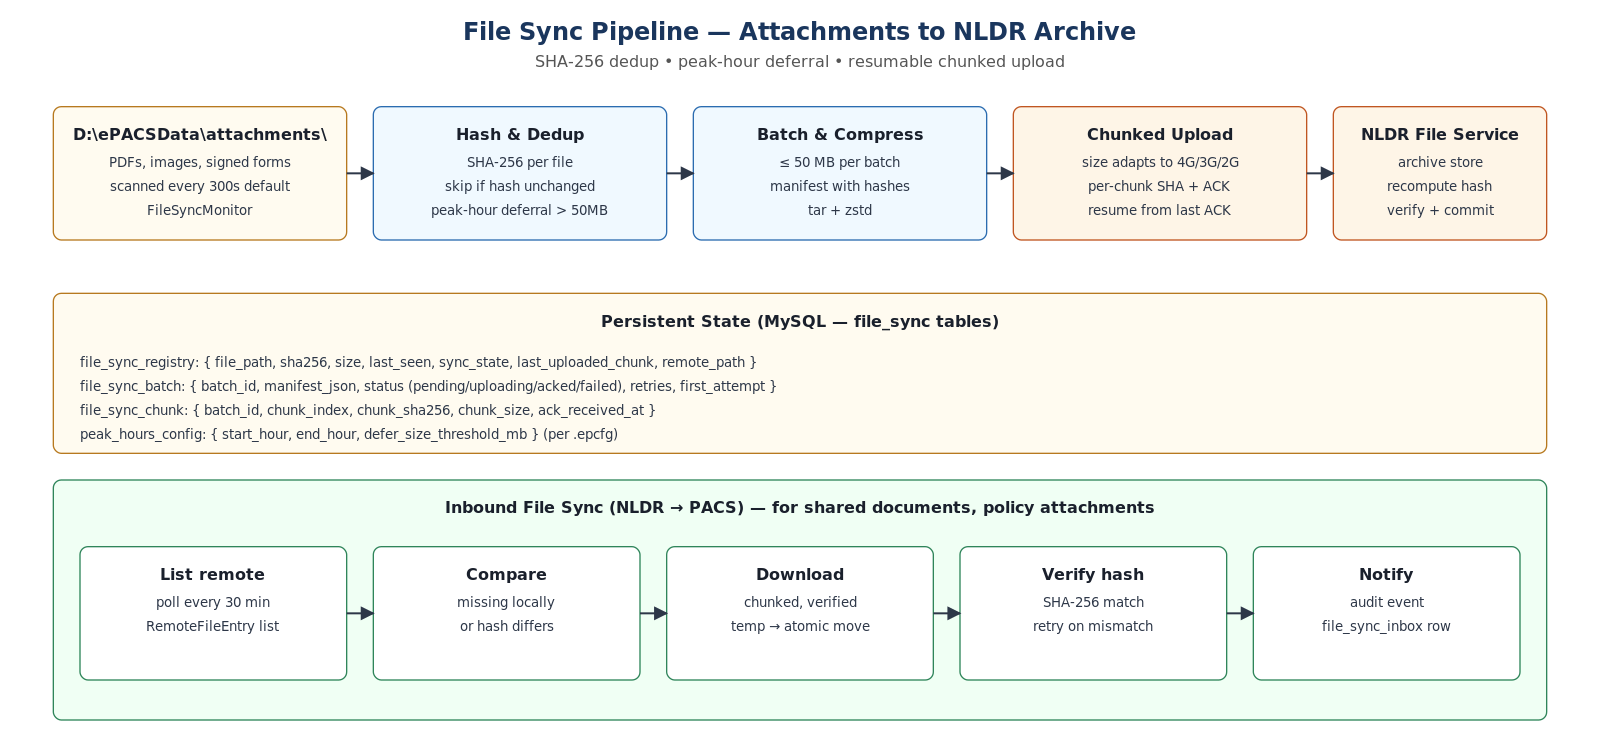 File Sync Pipeline — Attachments to NLDR Archive
SHA-256 dedup • peak-hour deferral • resumable chunked upload
D:\ePACSData\attachments\
PDFs, images, signed forms
scanned every 300s default
FileSyncMonitor
Hash & Dedup
SHA-256 per file
skip if hash unchanged
peak-hour deferral > 50MB
Batch & Compress
≤ 50 MB per batch
manifest with hashes
tar + zstd
Chunked Upload
size adapts to 4G/3G/2G
per-chunk SHA + ACK
resume from last ACK
NLDR File Service
archive store
recompute hash
verify + commit
Persistent State (MySQL — file_sync tables)
file_sync_registry: { file_path, sha256, size, last_seen, sync_state, last_uploaded_chunk, remote_path }
file_sync_batch: { batch_id, manifest_json, status (pending/uploading/acked/failed), retries, first_attempt }
file_sync_chunk: { batch_id, chunk_index, chunk_sha256, chunk_size, ack_received_at }
peak_hours_config: { start_hour, end_hour, defer_size_threshold_mb } (per .epcfg)
Inbound File Sync (NLDR → PACS) — for shared documents, policy attachments
List remote
poll every 30 min
RemoteFileEntry list
Compare
missing locally
or hash differs
Download
chunked, verified
temp → atomic move
Verify hash
SHA-256 match
retry on mismatch
Notify
audit event
file_sync_inbox row